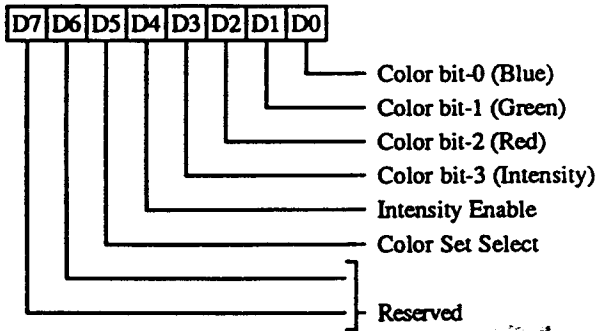 D7 D6 D5 D4 D3 D2 D1 D0
Color bit-0 (Blue)
Color bit-1 (Green)
Color bit-2 (Red)
Color bit-3 (Intensity)
Intensity Enable
Color Set Select
Reserved